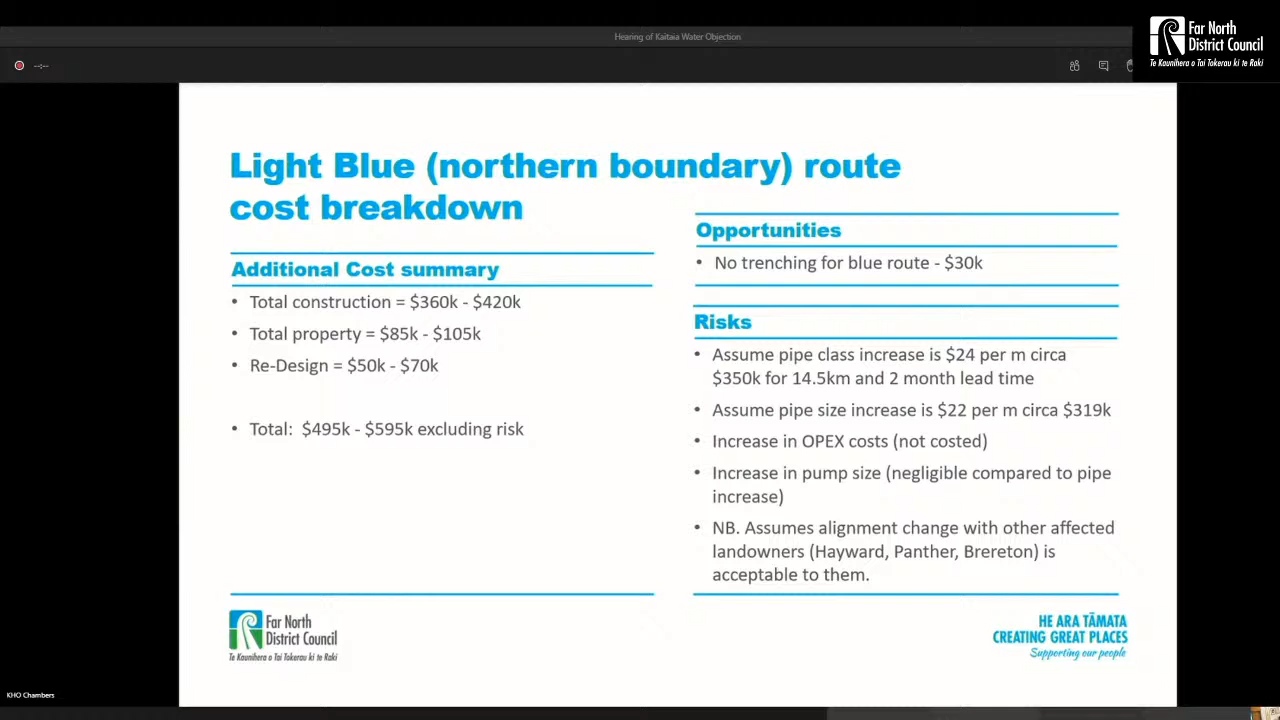 Hearing of Kaitaia Water Objection
Far North
District Council
Te Kaunihera o Tai Tokerau ki te Raki
--:--
Light Blue (northern boundary) route
cost breakdown
Additional Cost summary
• Total construction = $360k - $420k
• Total property = $85k - $105k
• Re-Design = $50k - $70k
• Total: $495k - $595k excluding risk
Opportunities
• No trenching for blue route - $30k
Risks
• Assume pipe class increase is $24 per m circa
$350k for 14.5km and 2 month lead time
• Assume pipe size increase is $22 per m circa $319k
• Increase in OPEX costs (not costed)
• Increase in pump size (negligible compared to pipe
increase)
• NB. Assumes alignment change with other affected
landowners (Hayward, Panther, Brereton) is
acceptable to them.
Far North
District Council
Te Kaunihera o Tai Tokerau ki te Raki
HE ARA TĀMATA
CREATING GREAT PLACES
Supporting our people
KHO Chambers